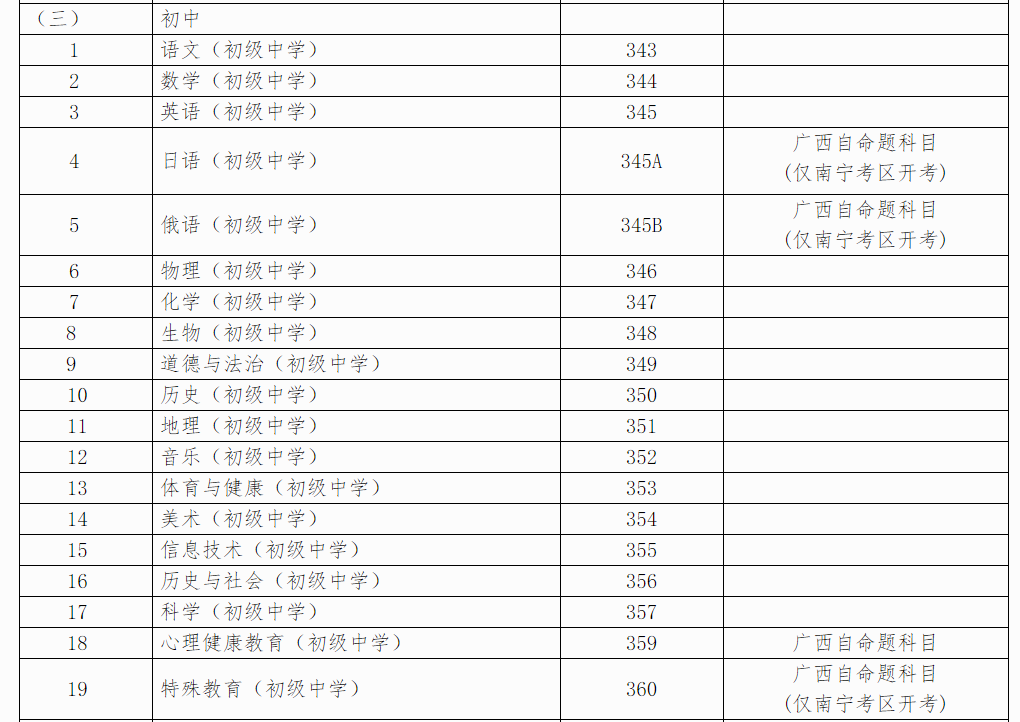 （三） 初中
1 语文（初级中学） 343
2 数学（初级中学） 344
3 英语（初级中学） 345
4 日语（初级中学） 345A 广西自命题科目
(仅南宁考区开考)
5 俄语（初级中学） 345B 广西自命题科目
(仅南宁考区开考)
6 物理（初级中学） 346
7 化学（初级中学） 347
8 生物（初级中学） 348
9 道德与法治（初级中学） 349
10 历史（初级中学） 350
11 地理（初级中学） 351
12 音乐（初级中学） 352
13 体育与健康（初级中学） 353
14 美术（初级中学） 354
15 信息技术（初级中学） 355
16 历史与社会（初级中学） 356
17 科学（初级中学） 357
18 心理健康教育（初级中学） 359 广西自命题科目
19 特殊教育（初级中学） 360 广西自命题科目
(仅南宁考区开考)